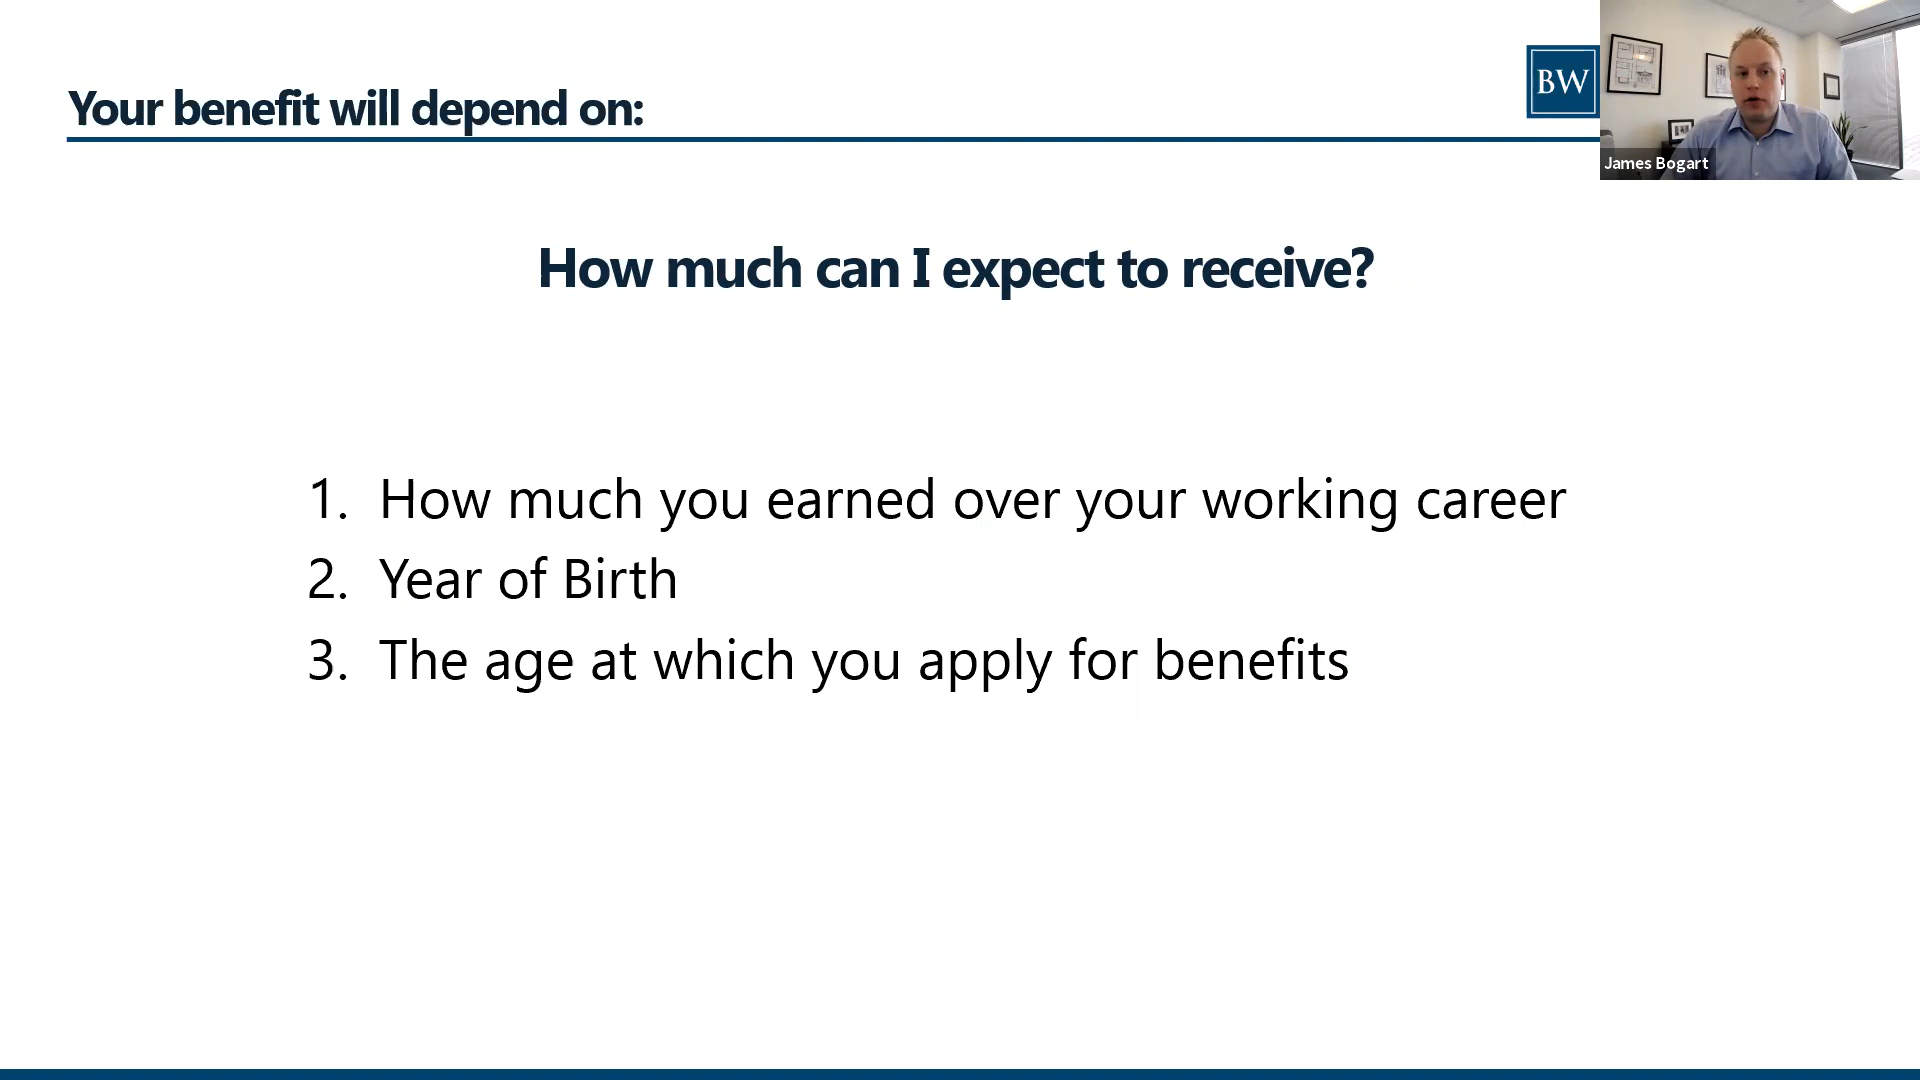 Your benefit will depend on:
BW
James Bogart
How much can I expect to receive?
1. How much you earned over your working career
2. Year of Birth
3. The age at which you apply for benefits